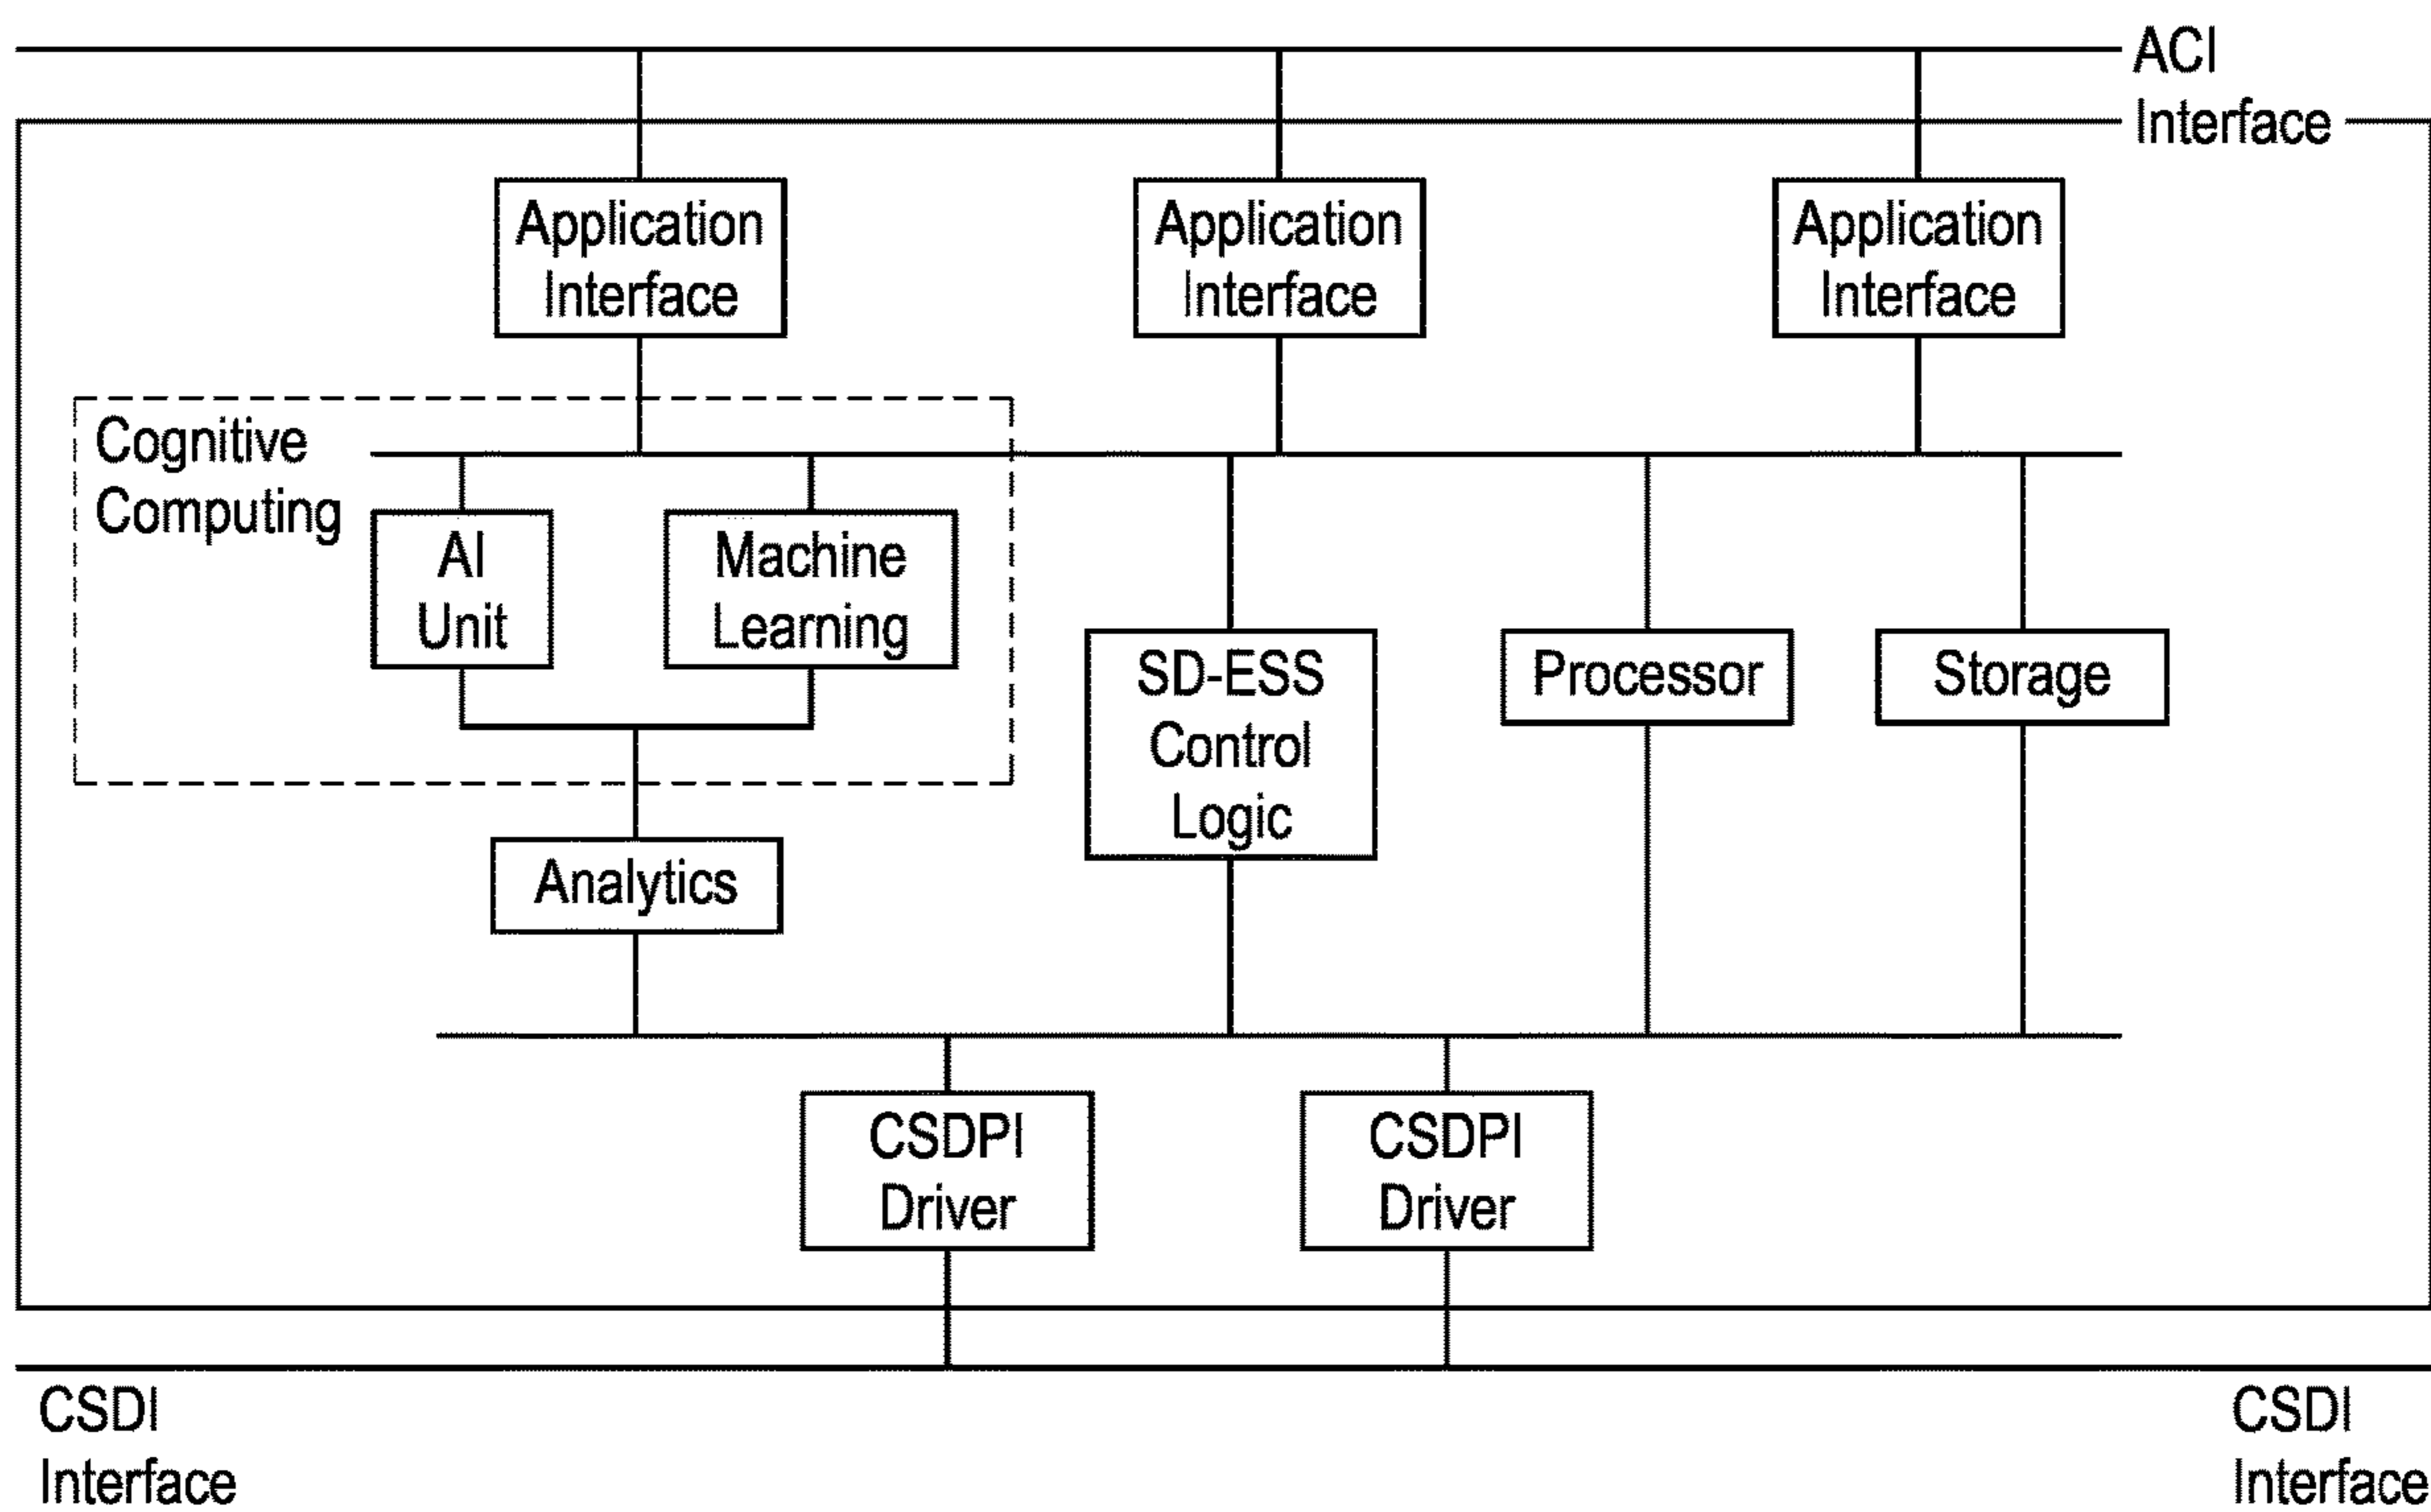 ACI
Interface
Application
Interface
Application
Interface
Application
Interface
Cognitive
Computing
AI
Unit
Machine
Learning
SD-ESS
Control
Logic
Processor
Storage
Analytics
CSDPI
Driver
CSDPI
Driver
CSDI
Interface
CSDI
Interface